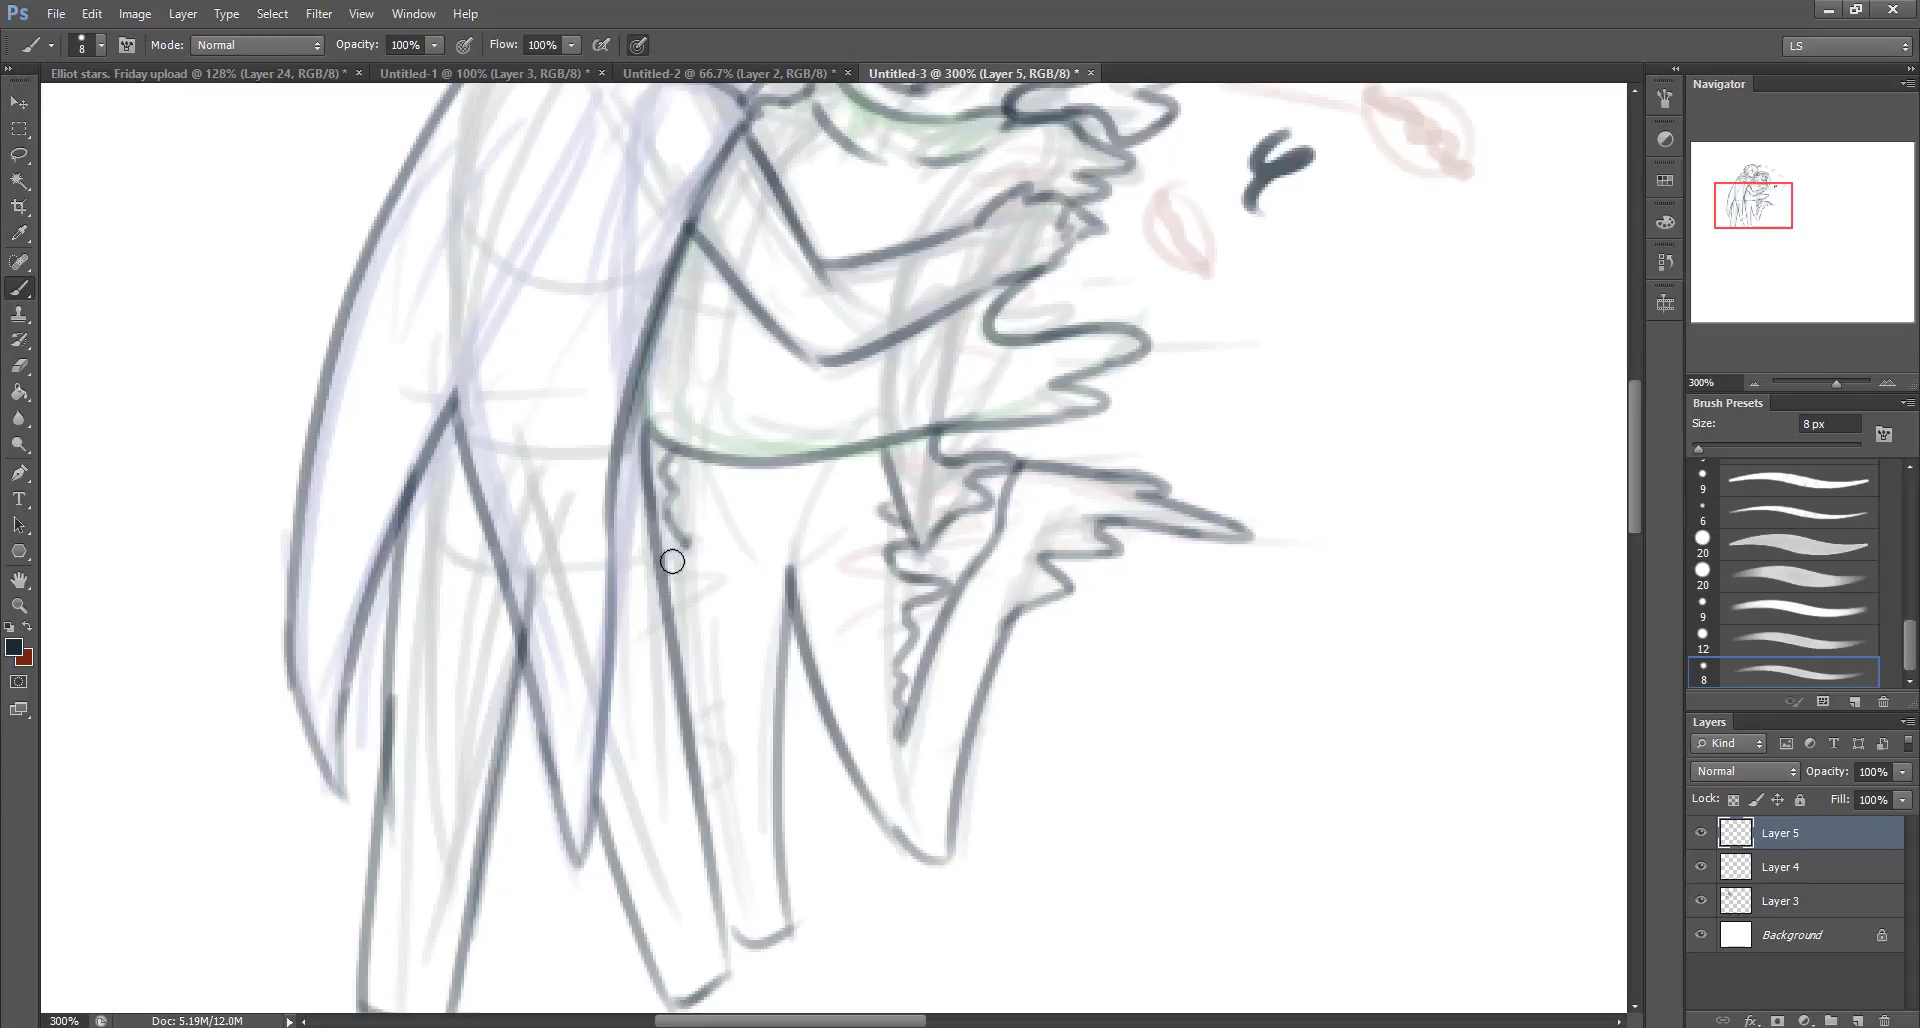 Ps File Edit Image Layer Type Select Filter View Window Help
8 Mode: Normal Opacity: 100% Flow: 100% LS
Elliot stars. Friday upload @ 128% (Layer 24, RGB/8) * × Untitled-1 @ 100% (Layer 3, RGB/8) * × Untitled-2 @ 66.7% (Layer 2, RGB/8) * × Untitled-3 @ 300% (Layer 5, RGB/8) * ×
Navigator
300%
Brush Presets
Size: 8 px
9
6
20
20
9
12
8
Layers
Kind
Normal Opacity: 100%
Lock: Fill: 100%
Layer 5
Layer 4
Layer 3
Background
300% Doc: 5.19M/12.0M